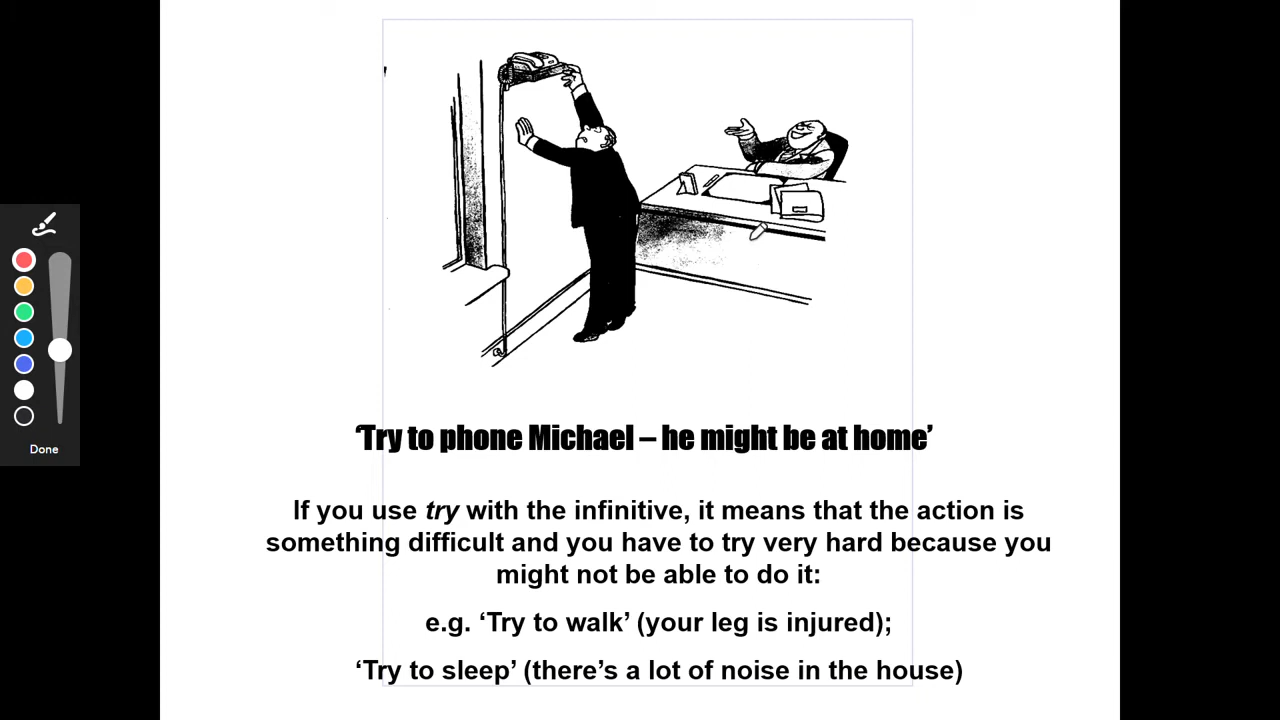 Done
‘Try to phone Michael – he might be at home’
If you use try with the infinitive, it means that the action is
something difficult and you have to try very hard because you
might not be able to do it:
e.g. ‘Try to walk’ (your leg is injured);
‘Try to sleep’ (there’s a lot of noise in the house)